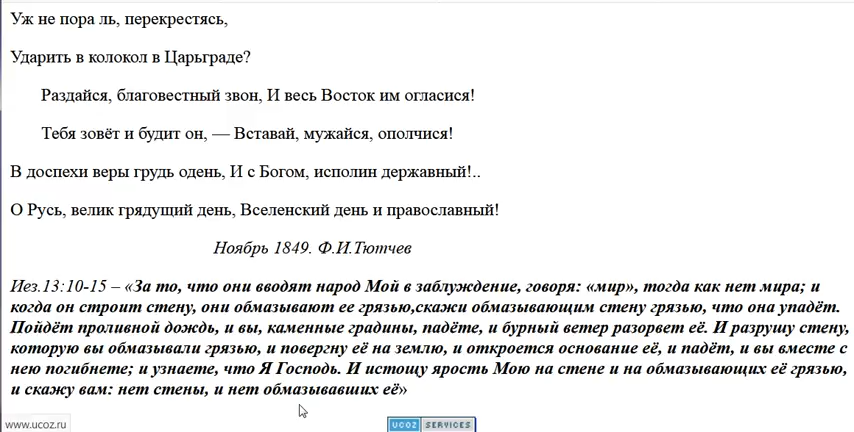 Уж не пора ль, перекрестясь,
Ударить в колокол в Царьграде?
Раздайся, благовестный звон, И весь Восток им огласися!
Тебя зовёт и будит он, — Вставай, мужайся, ополчися!
В доспехи веры грудь одень, И с Богом, исполин державный!..
О Русь, велик грядущий день, Вселенский день и православный!
Ноябрь 1849. Ф.И.Тютчев
Иез.13:10-15 – «За то, что они вводят народ Мой в заблуждение, говоря: «мир», тогда как нет мира; и
когда он строит стену, они обмазывают ее грязью,скажи обмазывающим стену грязью, что она упадёт.
Пойдёт проливной дождь, и вы, каменные градины, падёте, и бурный ветер разорвет её. И разрушу стену,
которую вы обмазывали грязью, и повергну её на землю, и откроется основание её, и падёт, и вы вместе с
нею погибнете; и узнаете, что Я Господь. И истощу ярость Мою на стене и на обмазывающих её грязью,
и скажу вам: нет стены, и нет обмазывавших её»
www.ucoz.ru
UCOZ SERVICES